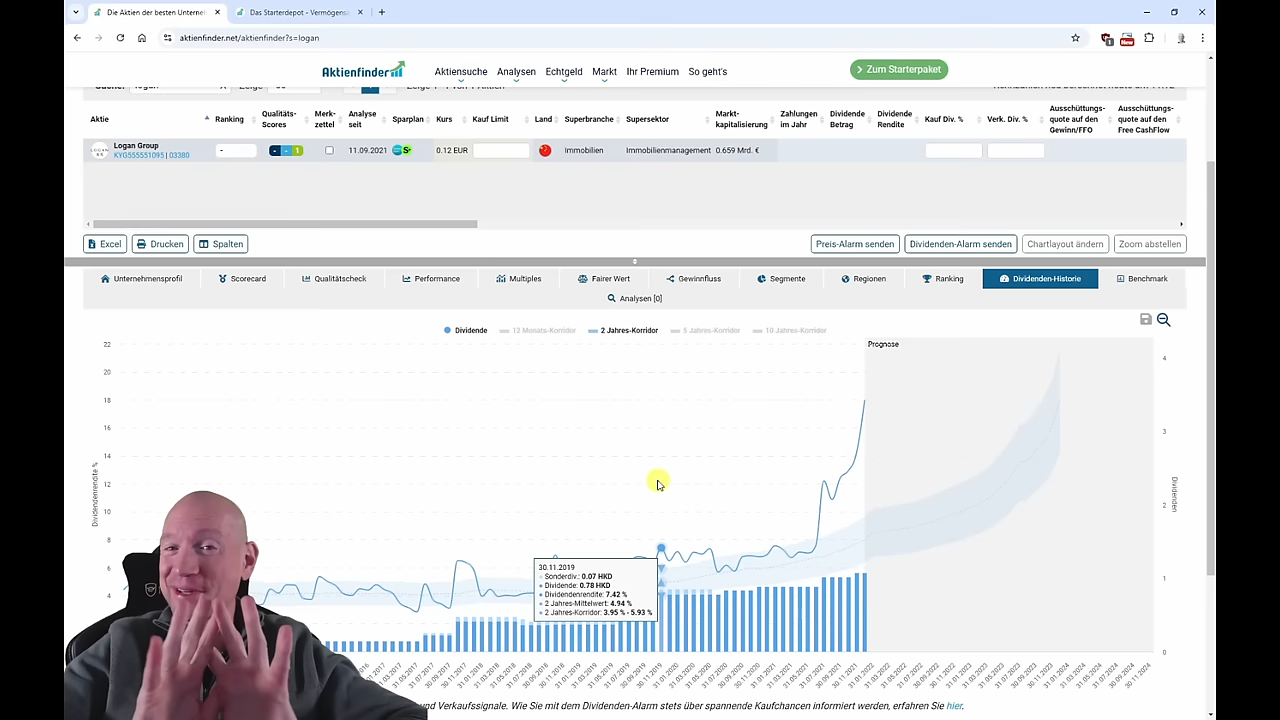 Die Aktien der besten Unterne
Das Starterdepot - Vermögens
aktienfinder.net/aktienfinder?s=logan
New
Aktienfinder
Aktiensuche
Analysen
Echtgeld
Markt
Ihr Premium
So geht's
Zum Starterpaket
Aktie
Ranking
Qualitäts-
Scores
Merk-
zettel
Analyse
seit
Sparplan
Kurs
Kauf Limit
Land
Superbranche
Supersektor
Markt-
kapitalisierung
Zahlungen
im Jahr
Dividende
Betrag
Dividende
Rendite
Kauf Div. %
Verk. Div. %
Ausschüttungs-
quote auf den
Gewinn/FFO
Ausschüttungs-
quote auf den
Free CashFlow
Logan Group
KYG555551095 | 03380
-
- - 1
11.09.2021
0.12 EUR
Immobilien
Immobilienmanagement
0.659 Mrd. €
Excel
Drucken
Spalten
Preis-Alarm senden
Dividenden-Alarm senden
Chartlayout ändern
Zoom abstellen
Unternehmensprofil
Scorecard
Qualitätscheck
Performance
Multiples
Fairer Wert
Gewinnfluss
Segmente
Regionen
Ranking
Dividenden-Historie
Benchmark
Analysen [0]
Dividende
12 Monats-Korridor
2 Jahres-Korridor
5 Jahres-Korridor
10 Jahres-Korridor
Prognose
22
20
18
16
14
12
10
8
6
4
Dividendenrendite %
4
3
2
1
0
Dividenden
30.11.2019
Sonderdiv.: 0.07 HKD
Dividende: 0.78 HKD
Dividendenrendite: 7.42 %
2 Jahres-Mittelwert: 4.94 %
2 Jahres-Korridor: 3.95 % - 5.93 %
und Verkaufssignale. Wie Sie mit dem Dividenden-Alarm stets über spannende Kaufchancen informiert werden, erfahren Sie hier.